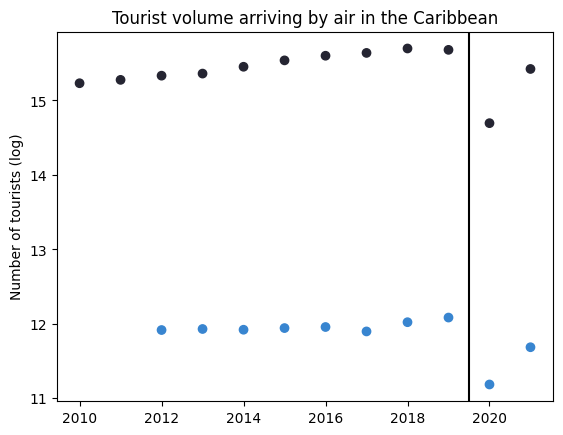 Tourist volume arriving by air in the Caribbean
Number of tourists (log)
15
14
13
12
11
2010 2012 2014 2016 2018 2020